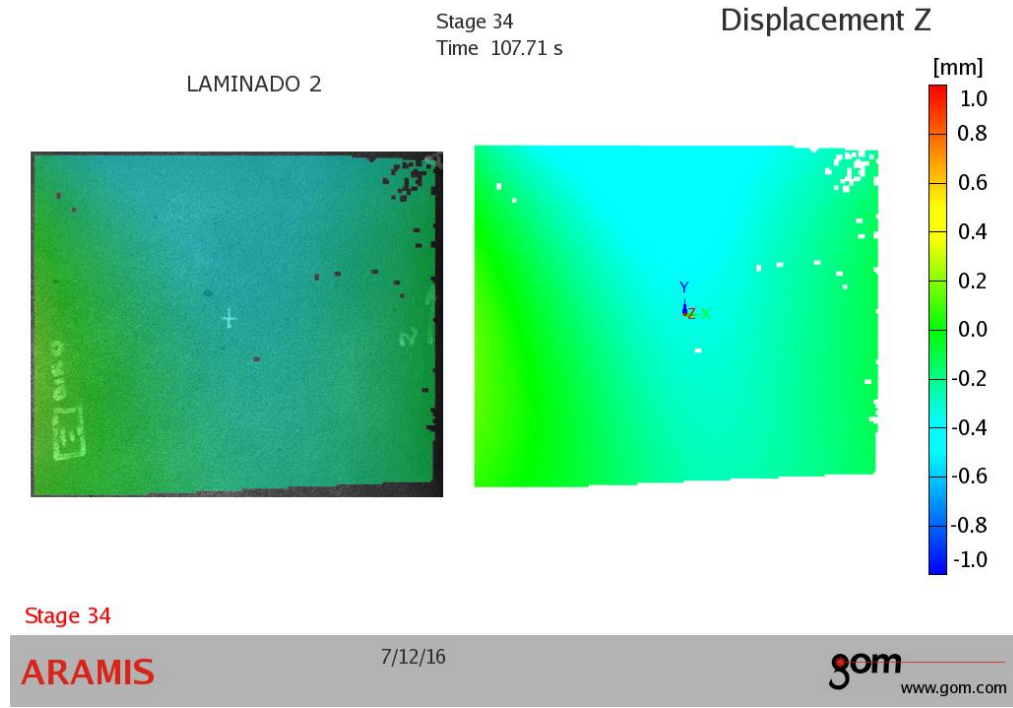 Stage 34
Time 107.71 s
Displacement Z
LAMINADO 2
[mm]
1.0
0.8
0.6
0.4
0.2
0.0
-0.2
-0.4
-0.6
-0.8
-1.0
Y
Z X
2
Stage 34
ARAMIS
7/12/16
gom
www.gom.com